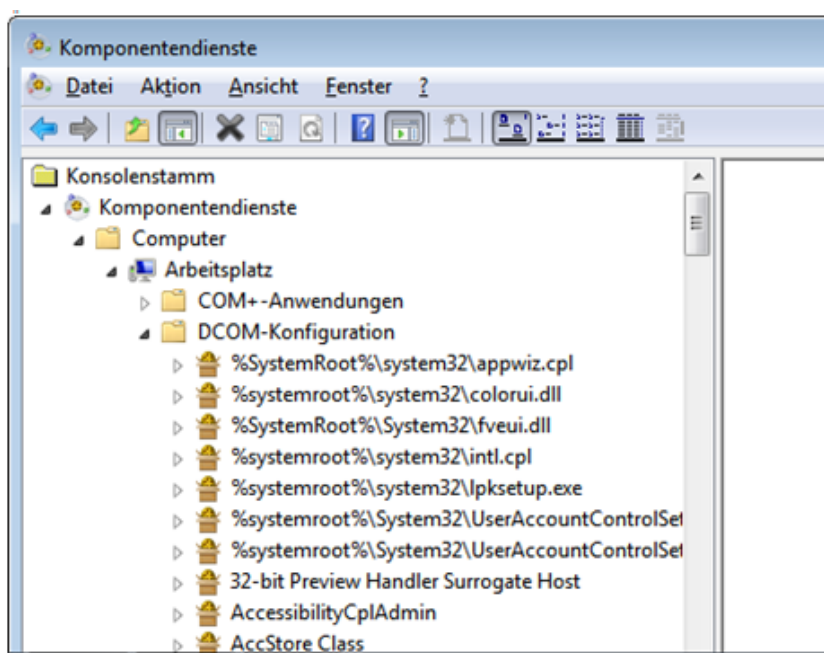 Komponentendienste
Datei Aktion Ansicht Fenster ?
Konsolenstamm
Komponentendienste
Computer
Arbeitsplatz
COM+-Anwendungen
DCOM-Konfiguration
%SystemRoot%\system32\appwiz.cpl
%systemroot%\system32\colorui.dll
%SystemRoot%\System32\fveui.dll
%systemroot%\system32\intl.cpl
%systemroot%\system32\lpksetup.exe
%systemroot%\System32\UserAccountControlSet
%systemroot%\System32\UserAccountControlSet
32-bit Preview Handler Surrogate Host
AccessibilityCplAdmin
AccStore Class